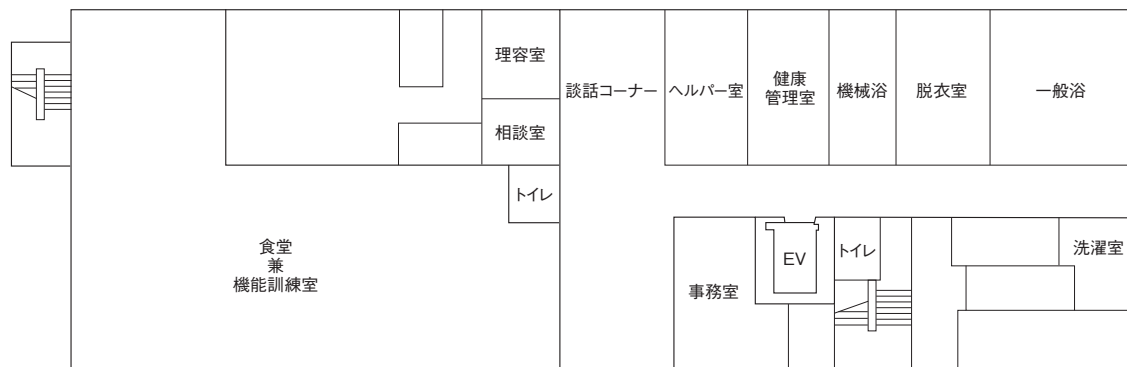 理容室
談話コーナー
ヘルパー室
健康
管理室
機械浴
脱衣室
一般浴
相談室
トイレ
食堂
兼
機能訓練室
事務室
EV
トイレ
洗濯室